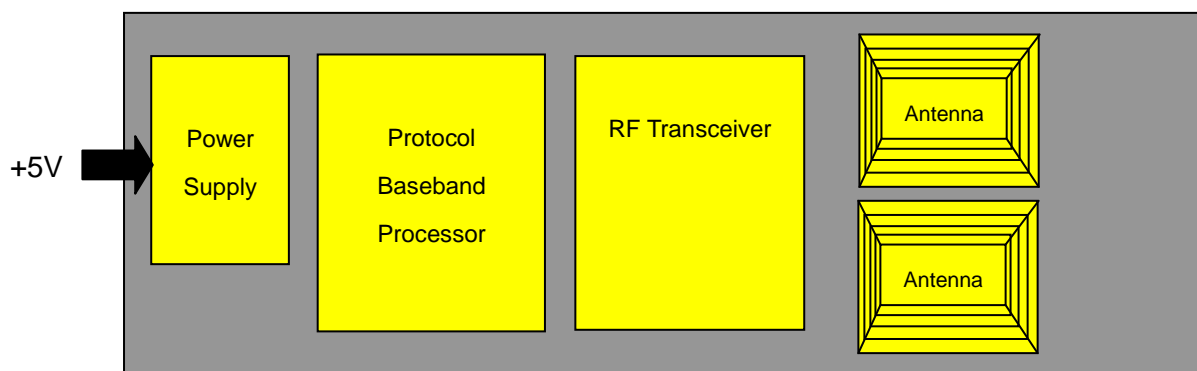 +5V
Power
Supply
Protocol
Baseband
Processor
RF Transceiver
Antenna
Antenna